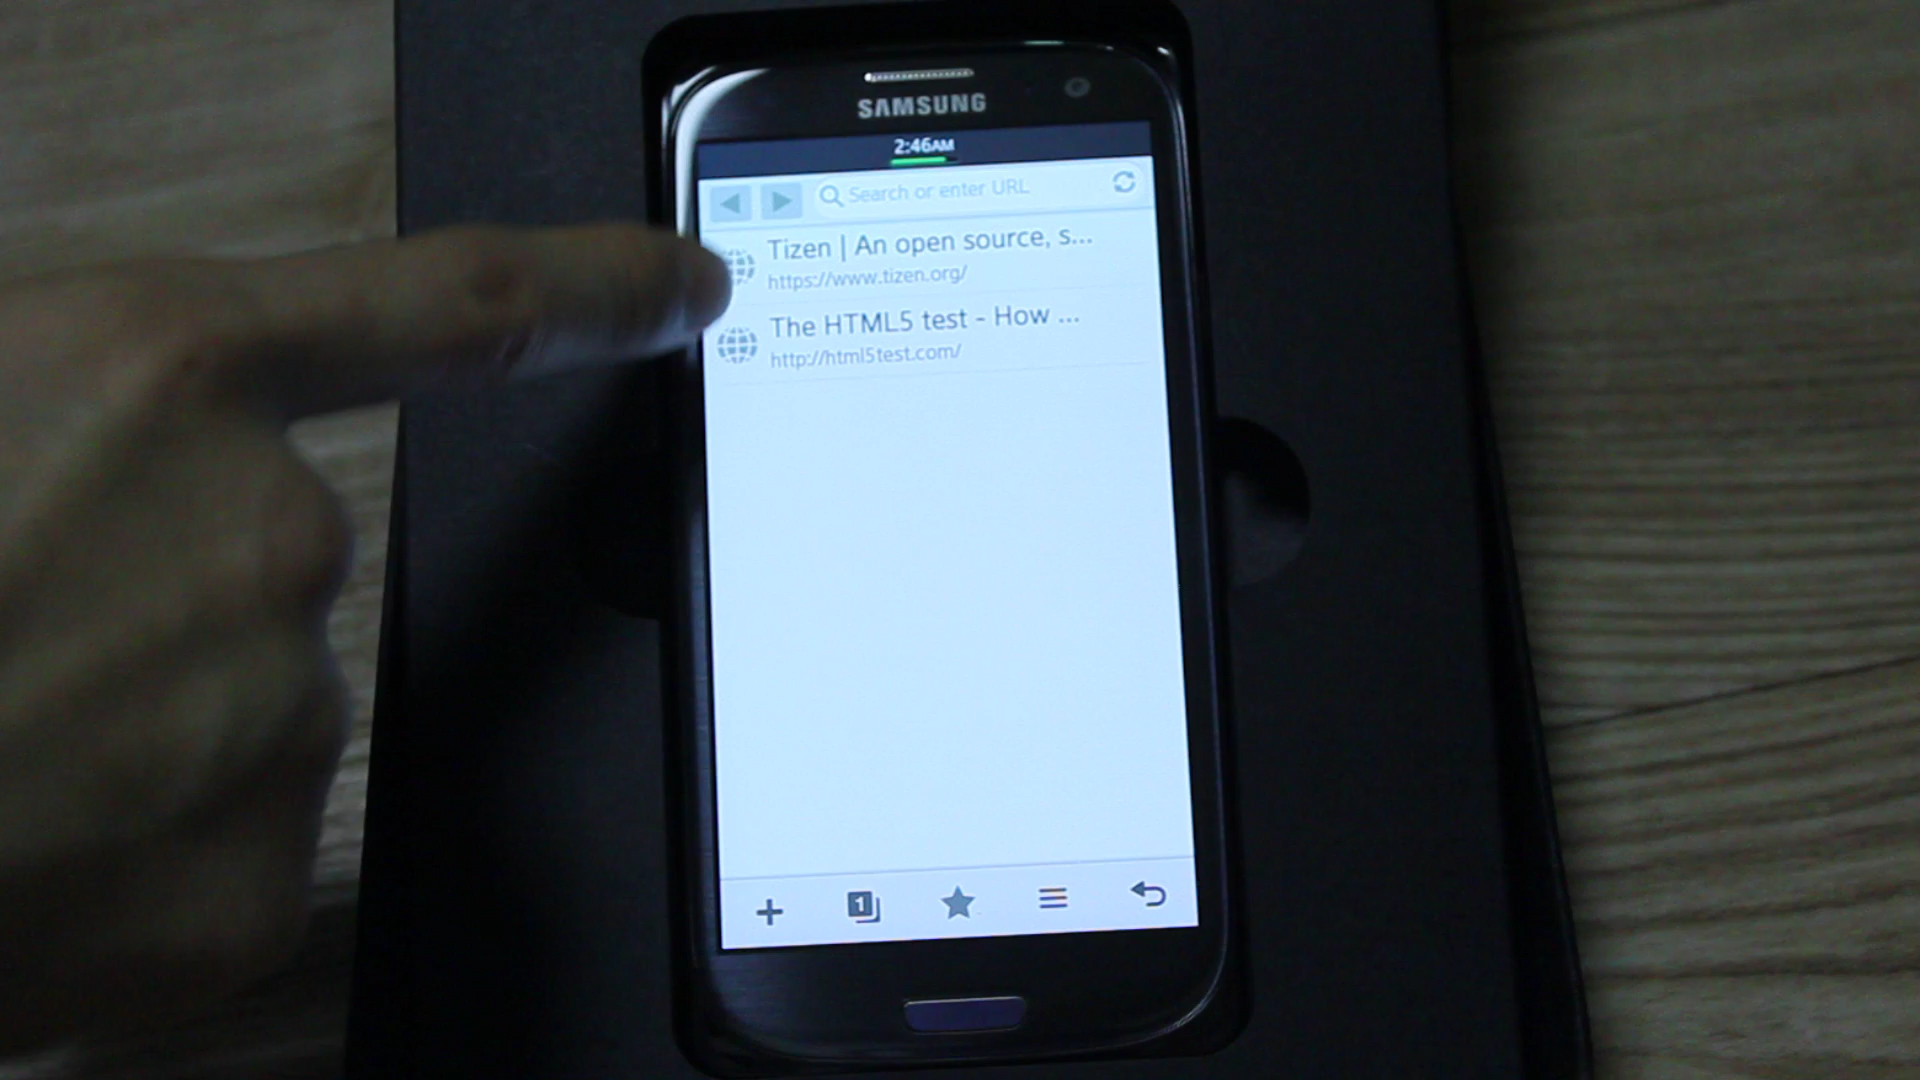 SAMSUNG
2:46AM
Search or enter URL
Tizen | An open source, s...
https://www.tizen.org/
The HTML5 test - How ...
http://html5test.com/
1